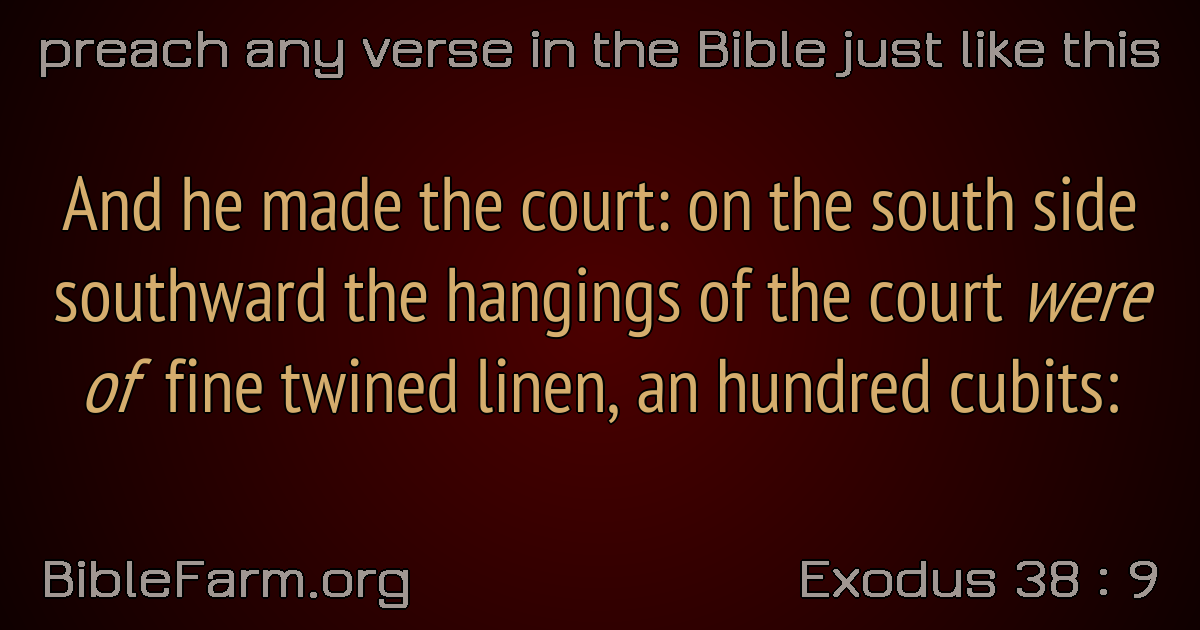 preach any verse in the Bible just like this
And he made the court: on the south side
southward the hangings of the court were
of fine twined linen, an hundred cubits:
BibleFarm.org
Exodus 38 : 9